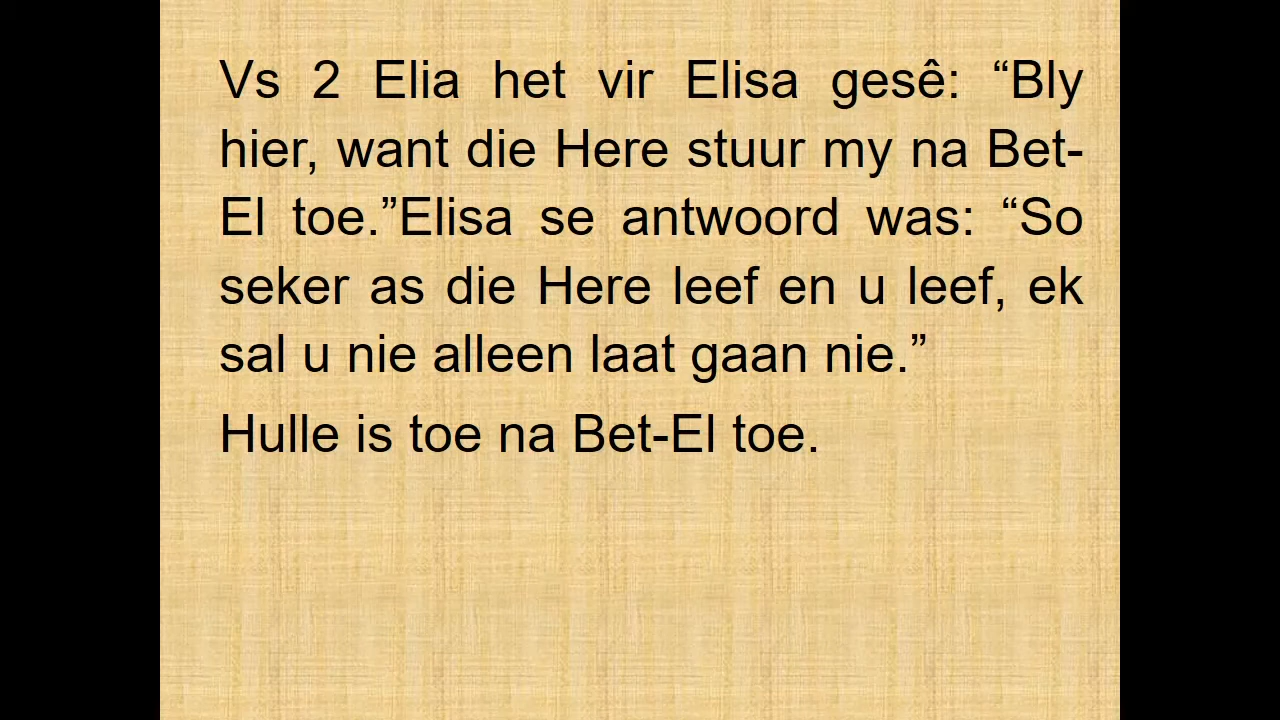 Vs 2 Elia het vir Elisa gesê: “Bly
hier, want die Here stuur my na Bet-
El toe.”Elisa se antwoord was: “So
seker as die Here leef en u leef, ek
sal u nie alleen laat gaan nie.”
Hulle is toe na Bet-El toe.